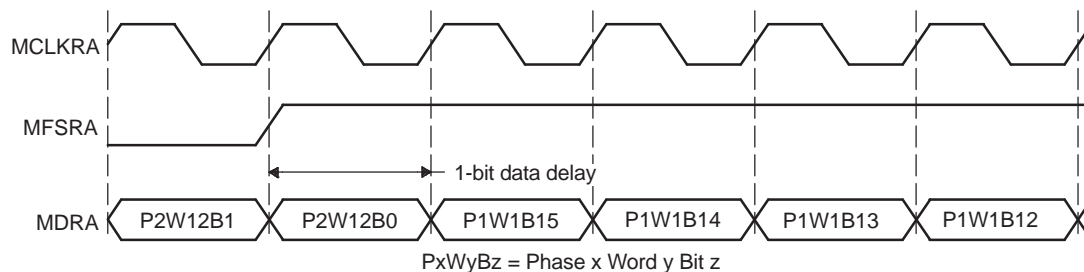 MCLKRA
MFSRA
1-bit data delay
MDRA P2W12B1 P2W12B0 P1W1B15 P1W1B14 P1W1B13 P1W1B12
PxWyBz = Phase x Word y Bit z